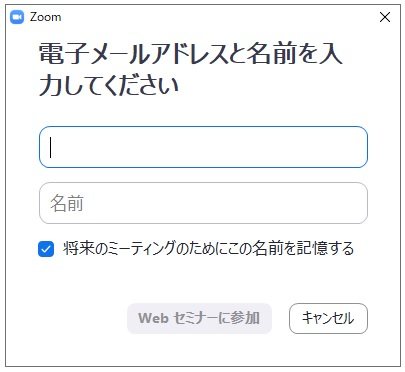 Zoom
電子メールアドレスと名前を入
力してください
名前
将来のミーティングのためにこの名前を記憶する
Web セミナーに参加
キャンセル